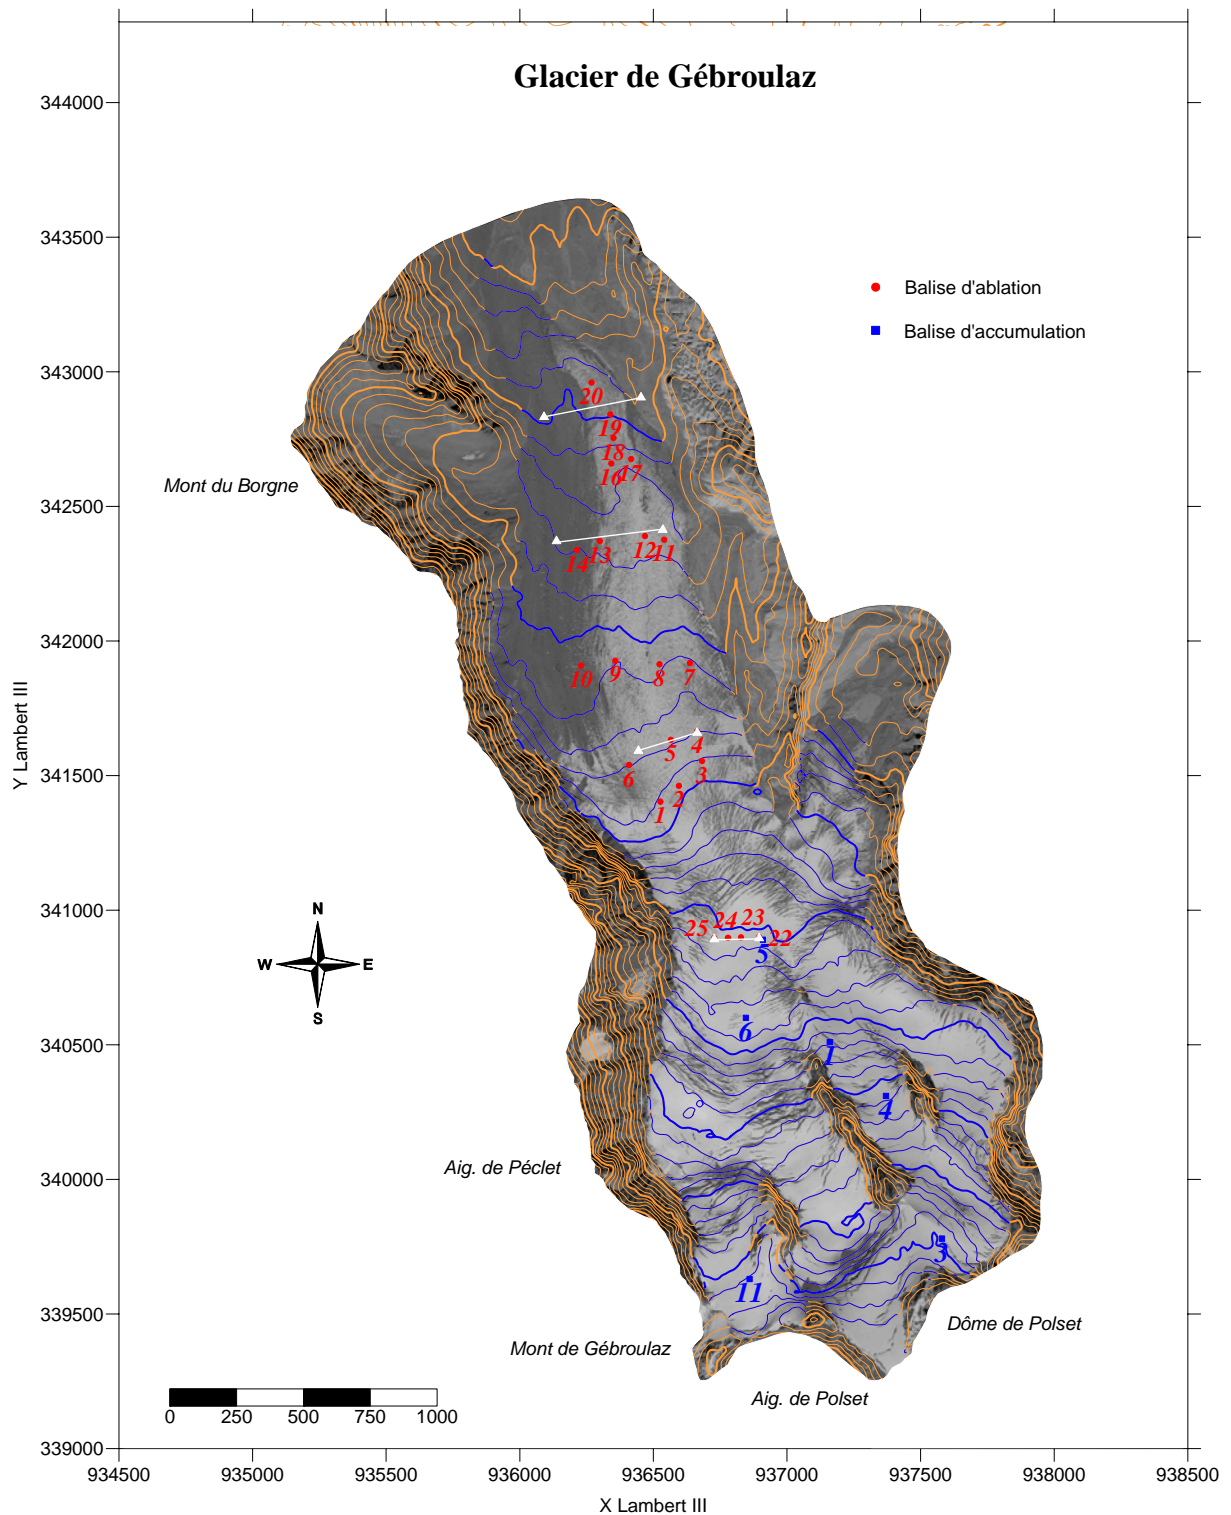 Glacier de Gébroulaz
344000
343500
343000
342500
342000
341500
341000
340500
340000
339500
339000
Y Lambert III
Balise d'ablation
Balise d'accumulation
20
19
18
17
16
Mont du Borgne
12
11
13
14
10
9
8
7
4
5
3
6
2
1
24
23
25
22
5
N
W
E
S
6
1
4
Aig. de Péclet
3
11
Dôme de Polset
Mont de Gébroulaz
Aig. de Polset
0 250 500 750 1000
934500 935000 935500 936000 936500 937000 937500 938000 938500
X Lambert III